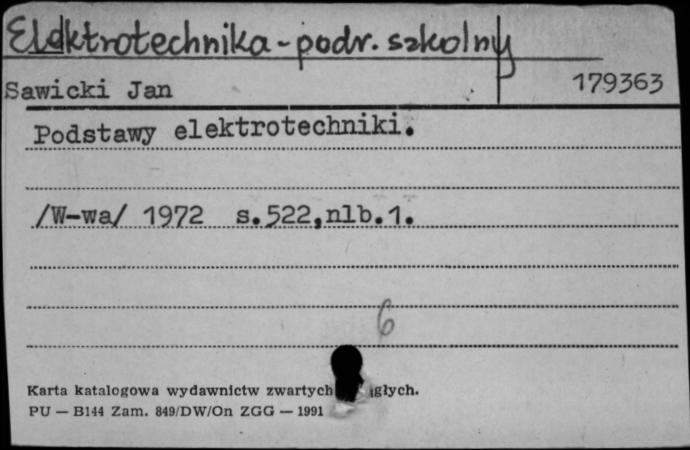 Elektrotechnika - podr. szkolny
Sawicki Jan 179363
Podstawy elektrotechniki.
/W-wa/ 1972 s.522,nlb.1.
6
Karta katalogowa wydawnictw zwartych
PU — B144 Zam. 849/DW/On ZGG — 1991